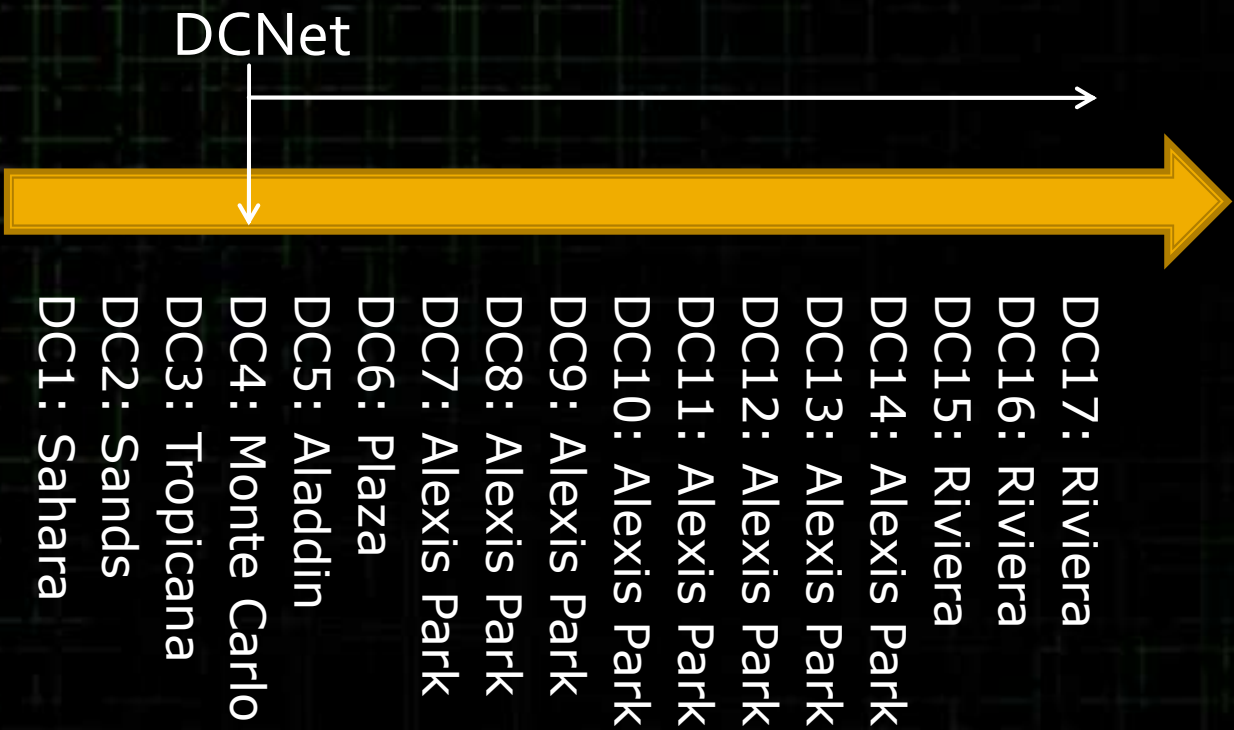 DCNet
DC1: Sahara
DC2: Sands
DC3: Tropicana
DC4: Monte Carlo
DC5: Aladdin
DC6: Plaza
DC7: Alexis Park
DC8: Alexis Park
DC9: Alexis Park
DC10: Alexis Park
DC11: Alexis Park
DC12: Alexis Park
DC13: Alexis Park
DC14: Alexis Park
DC15: Riviera
DC16: Riviera
DC17: Riviera